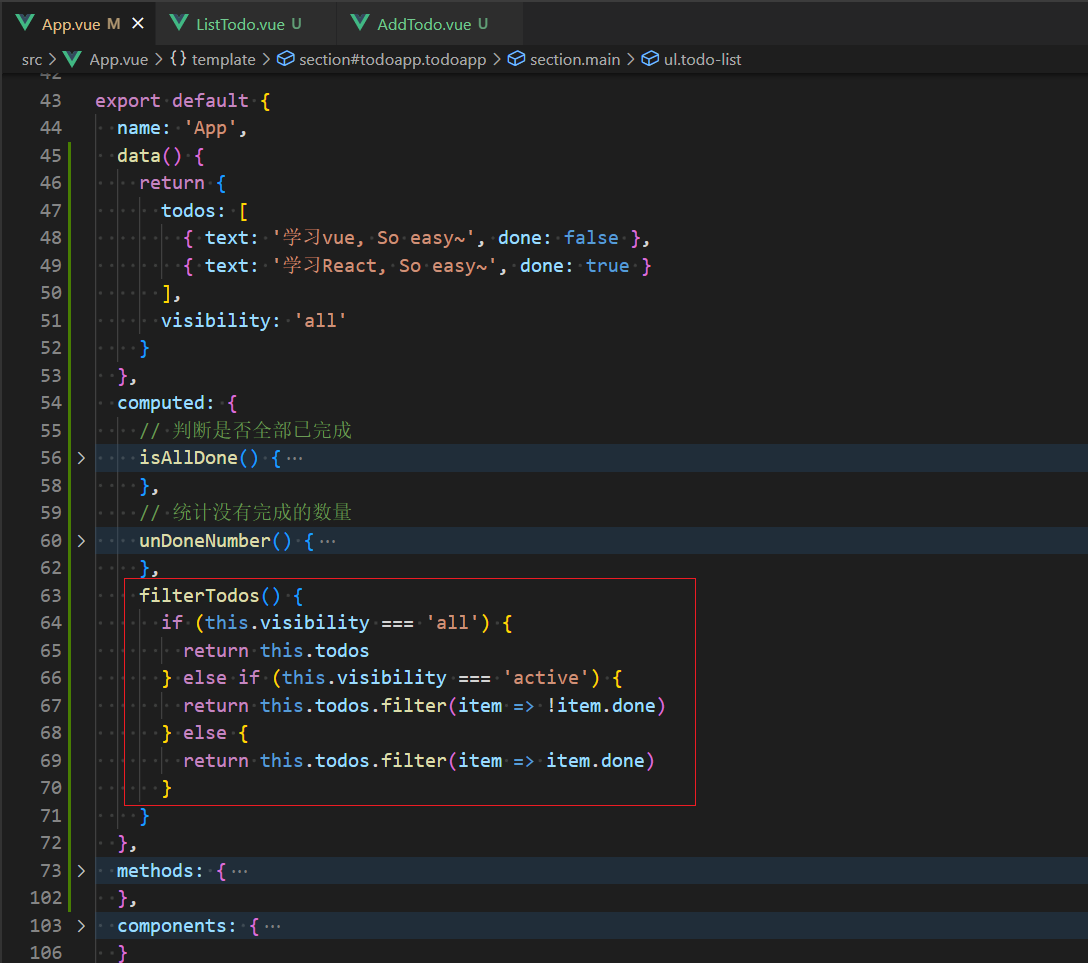 App.vue M ListTodo.vue U AddTodo.vue U
src > App.vue > {} template > section#todoapp.todoapp > section.main > ul.todo-list
42
43 export default {
44 name: 'App',
45 data() {
46 return {
47 todos: [
48 { text: '学习vue, So easy~', done: false },
49 { text: '学习React, So easy~', done: true }
50 ],
51 visibility: 'all'
52 }
53 },
54 computed: {
55 // 判断是否全部已完成
56 isAllDone() { ···
58 },
59 // 统计没有完成的数量
60 unDoneNumber() { ···
62 },
63 filterTodos() {
64 if (this.visibility === 'all') {
65 return this.todos
66 } else if (this.visibility === 'active') {
67 return this.todos.filter(item => !item.done)
68 } else {
69 return this.todos.filter(item => item.done)
70 }
71 }
72 },
73 methods: { ···
102 },
103 components: { ···
106 }